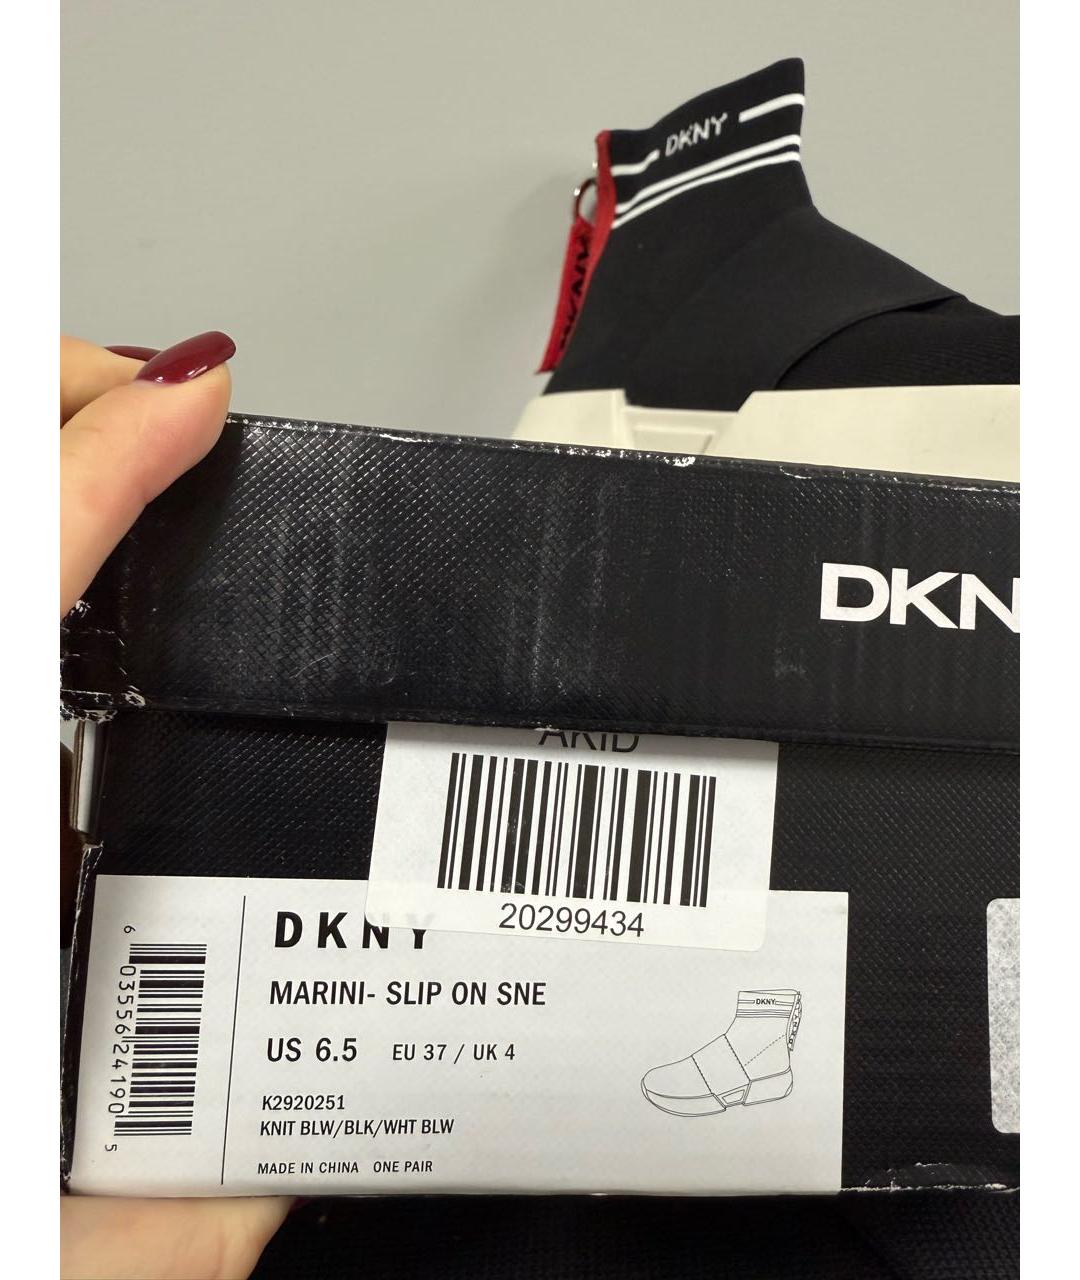 DKNY
DKNY
DKN
AKID
20299434
DKNY
MARINI- SLIP ON SNE
US 6.5 EU 37 / UK 4
K2920251
KNIT BLW/BLK/WHT BLW
MADE IN CHINA ONE PAIR
6 03556 24190 5
DKNY